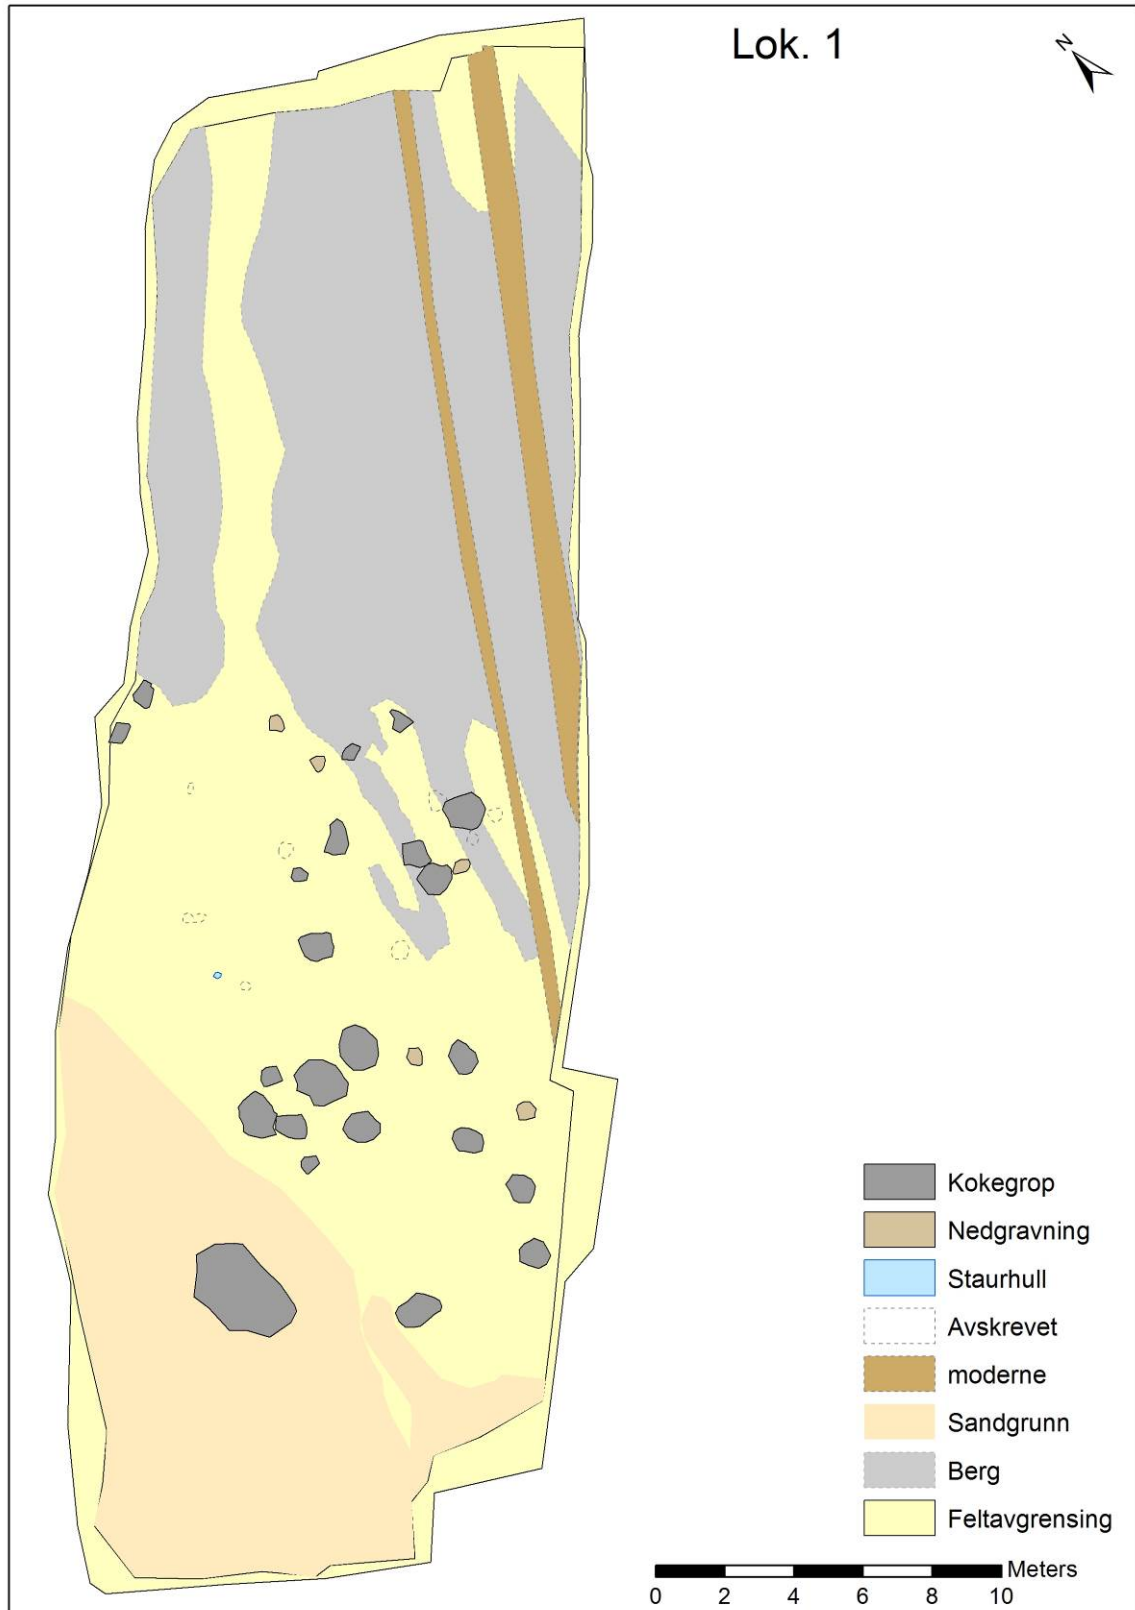 Lok. 1
N
Kokegrop
Nedgravning
Staurhull
Avskrevet
moderne
Sandgrunn
Berg
Feltavgrensing
Meters
0 2 4 6 8 10